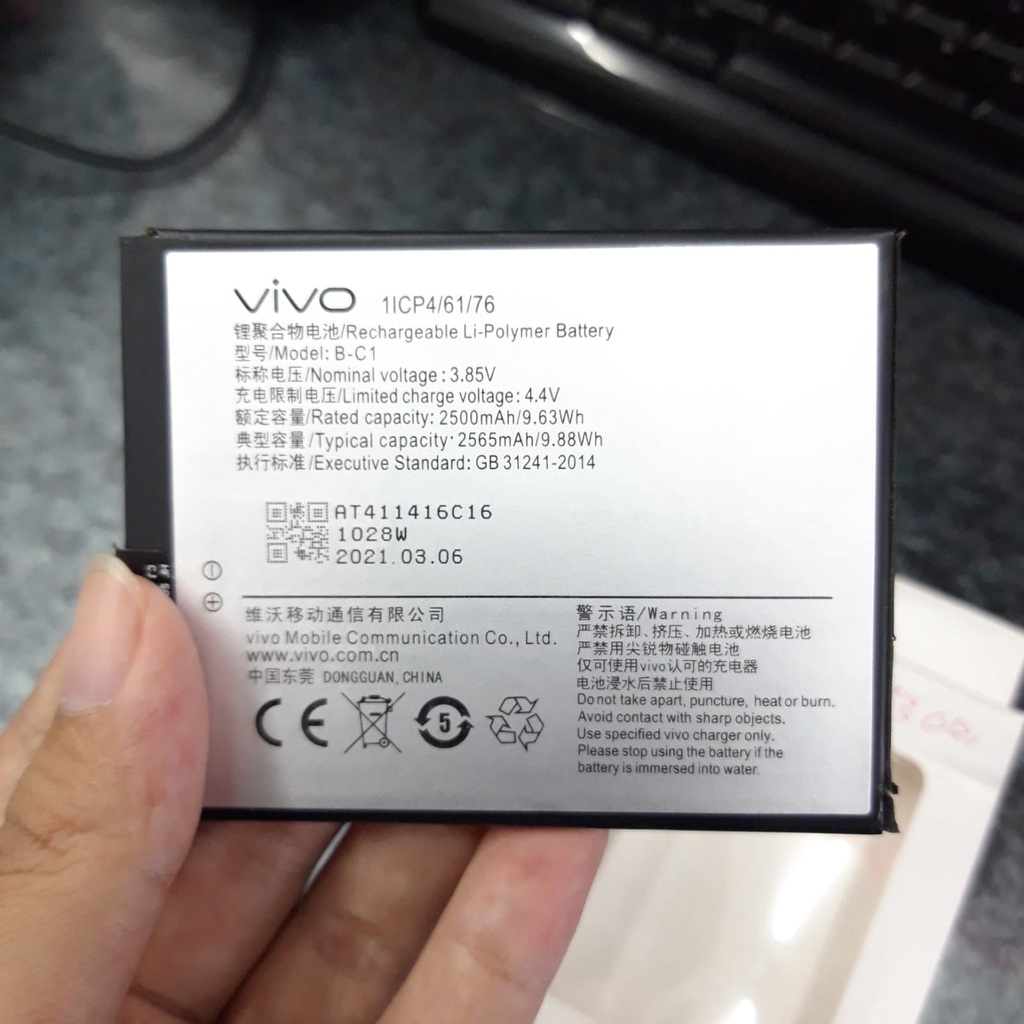 vivo 1ICP4/61/76
锂聚合物电池/Rechargeable Li-Polymer Battery
型号/Model: B-C1
标称电压/Nominal voltage: 3.85V
充电限制电压/Limited charge voltage: 4.4V
额定容量/Rated capacity: 2500mAh/9.63Wh
典型容量/Typical capacity: 2565mAh/9.88Wh
执行标准/Executive Standard: GB 31241-2014
AT411416C16
1028W
2021.03.06
维沃移动通信有限公司
vivo Mobile Communication Co., Ltd.
www.vivo.com.cn
中国东莞 DONGGUAN, CHINA
CE
5
警示语/Warning
严禁拆卸、挤压、加热或燃烧电池
严禁用尖锐物碰触电池
仅可使用vivo认可的充电器
电池浸水后禁止使用
Do not take apart, puncture, heat or burn.
Avoid contact with sharp objects.
Use specified vivo charger only.
Please stop using the battery if the
battery is immersed into water.